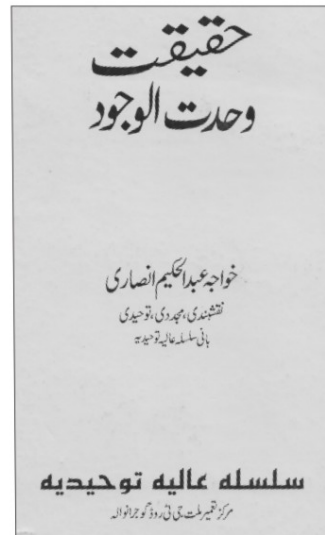 حقیقت
وحدت الوجود
خواجہ عبدالحکیم انصاری
نقشبندی، مجددی، توحیدی
بانی سلسلہ عالیہ توحیدیہ
سلسلہ عالیہ توحیدیہ
مرکز تعمیر ملت جی ٹی روڈ گوجرانوالہ